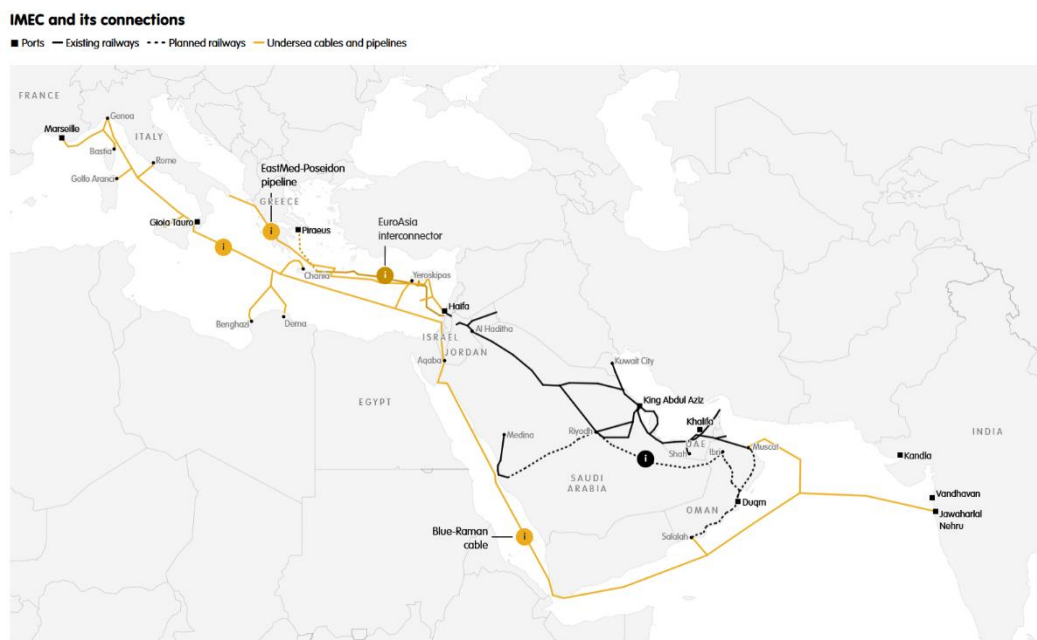 IMEC and its connections
Ports Existing railways Planned railways Undersea cables and pipelines
FRANCE
Genoa
Marseille
ITALY
Bastia
Rome
Golfo Aranci
EastMed-Poseidon
pipeline
GREECE
Gioia Tauro
Piraeus
EuroAsia
interconnector
i
i
i
Chania
Yeroskipos
Benghazi
Derna
Haifa
ISRAEL
Al Haditha
JORDAN
Aqaba
Kuwait City
EGYPT
King Abdul Aziz
Medina
Riyadh
Khalifa
UAE
Shah
Ibri
Muscat
INDIA
Kandla
i
SAUDI
ARABIA
OMAN
Duqm
Vandhavan
Jawaharlal
Nehru
Blue-Raman
cable
i
Salalah